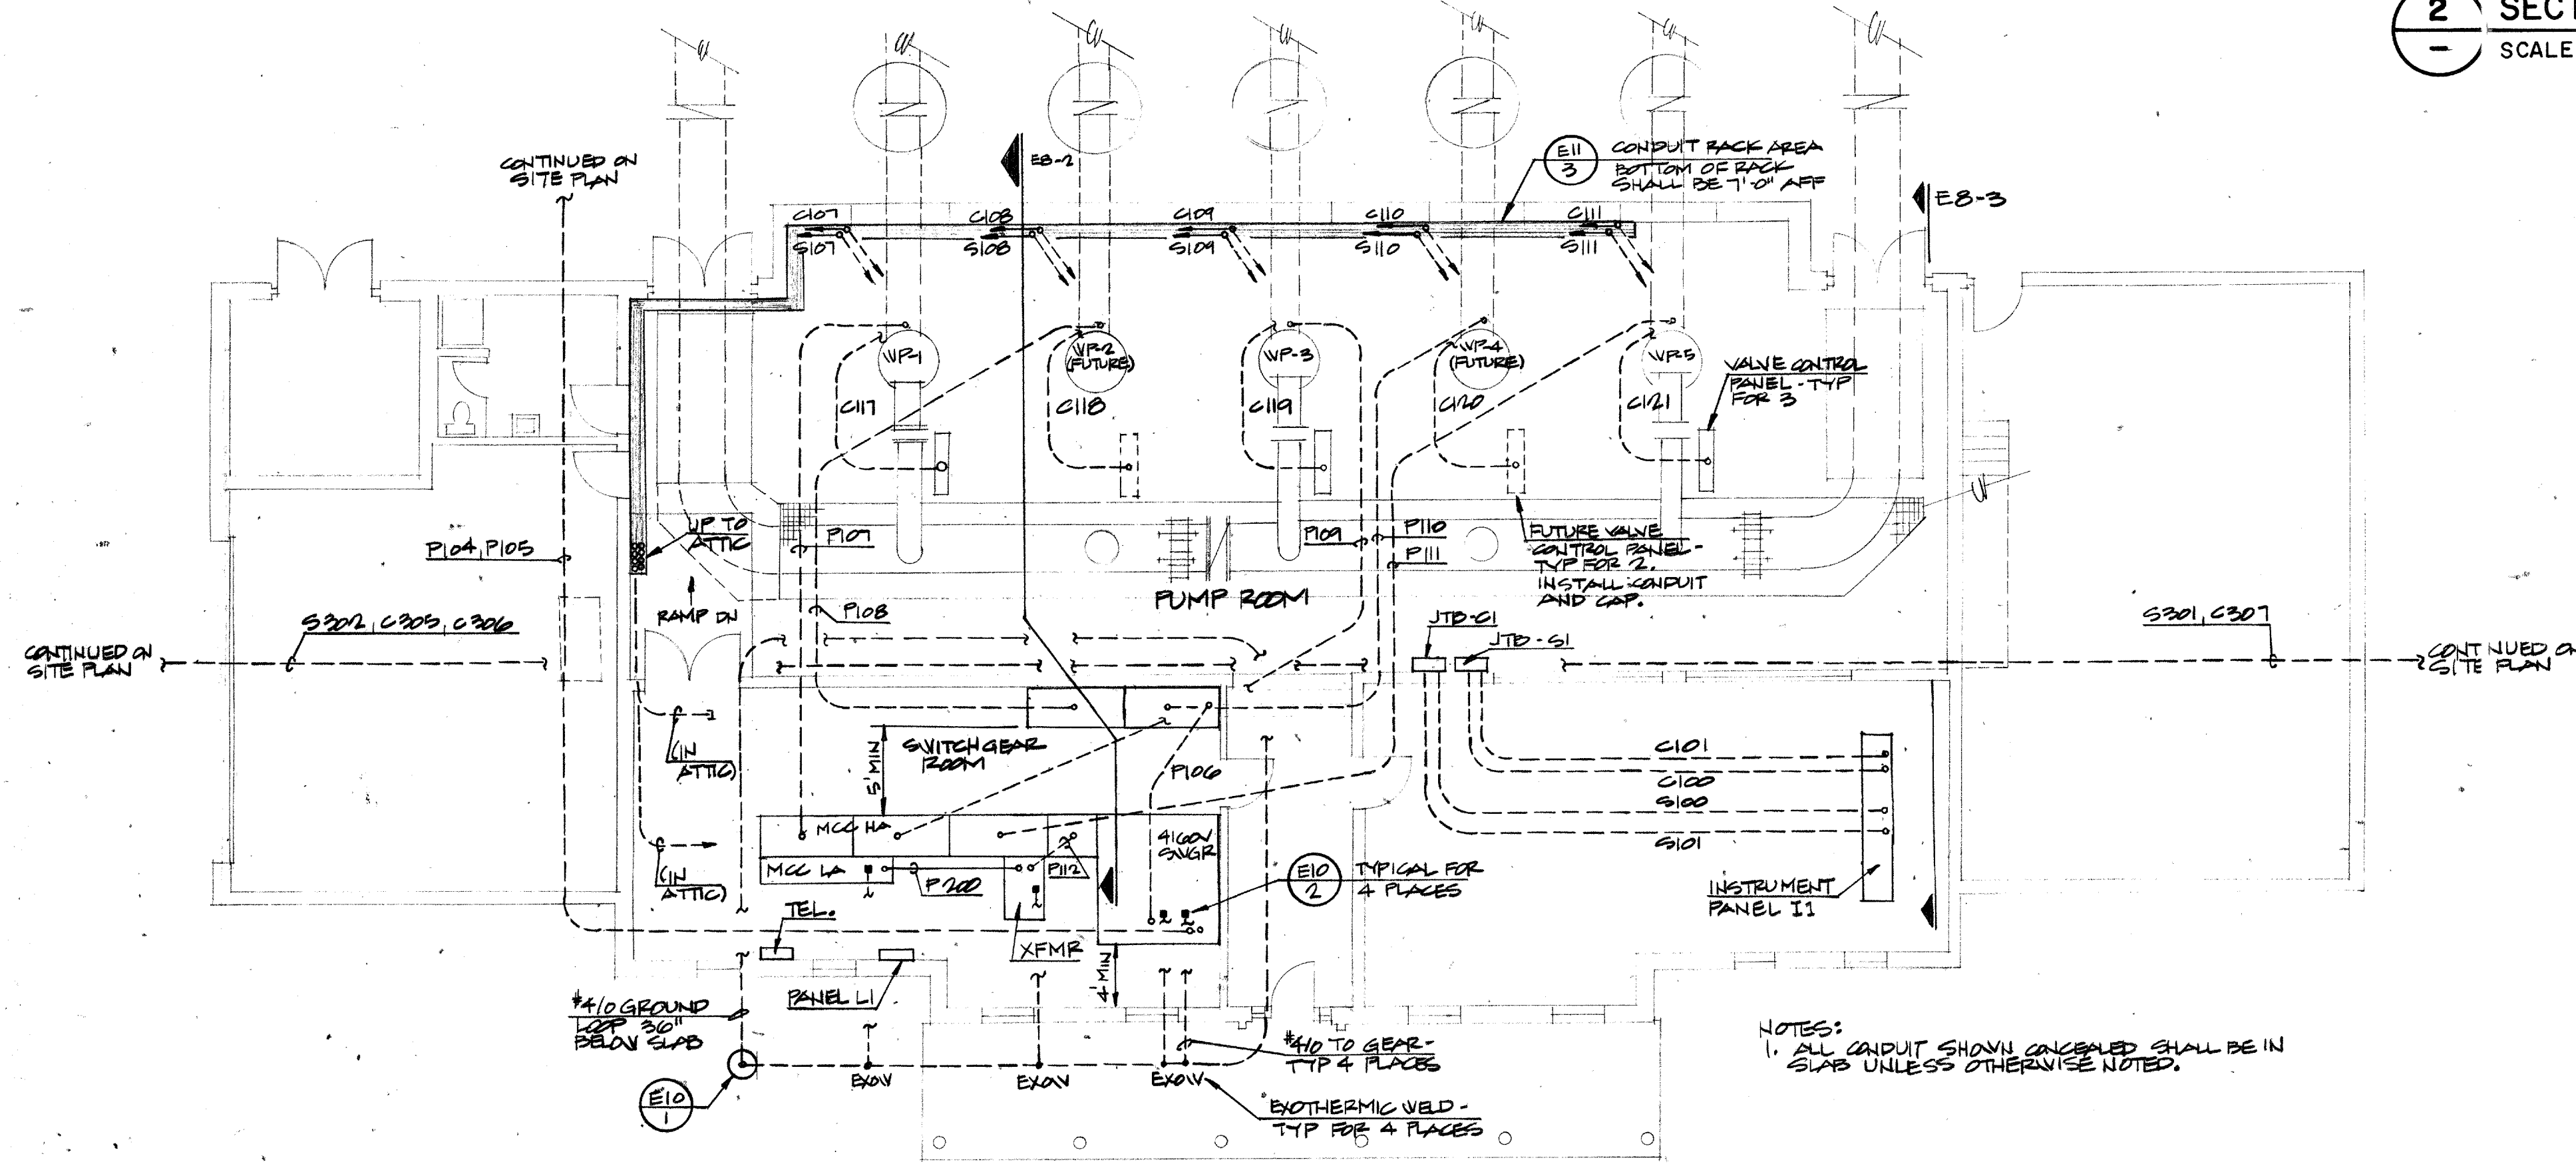 2 SECT
- SCALE
CONTINUED ON
SITE PLAN
E8-2
E11
3
CONDUIT RACK AREA
BOTTOM OF RACK
SHALL BE 7'-0" AFF
E8-3
C107
C108
C109
C110
C111
S107
S108
S109
S110
S111
WP-1
WP-2
(FUTURE)
WP-3
WP-4
(FUTURE)
WP-5
VALVE CONTROL
PANEL - TYP
FOR 3
C117
C118
C119
C120
C121
UP TO
ATTIC
P104, P105
P107
P109
P110
P111
FUTURE VALVE
CONTROL PANEL -
TYP FOR 2.
INSTALL CONDUIT
AND CAP.
RAMP DN
P108
PUMP ROOM
S302, C305, C306
JTB-C1
JTB-S1
S301, C307
CONTINUED ON
SITE PLAN
CONTINUED ON
SITE PLAN
(IN
ATTIC)
5' MIN
SWITCHGEAR
ROOM
P106
C101
C100
S100
S101
MCC HA
4160V
SWGR
MCC LA
P200
P112
E10
2
TYPICAL FOR
4 PLACES
(IN
ATTIC)
INSTRUMENT
PANEL I1
TEL.
XFMR
4' MIN
PANEL L1
#4/0 GROUND
LOOP 36"
BELOW SLAB
#4/0 TO GEAR-
TYP 4 PLACES
NOTES:
1. ALL CONDUIT SHOWN CONCEALED SHALL BE IN
SLAB UNLESS OTHERWISE NOTED.
EXOW
EXOW
EXOW
E10
1
EXOTHERMIC WELD -
TYP FOR 4 PLACES